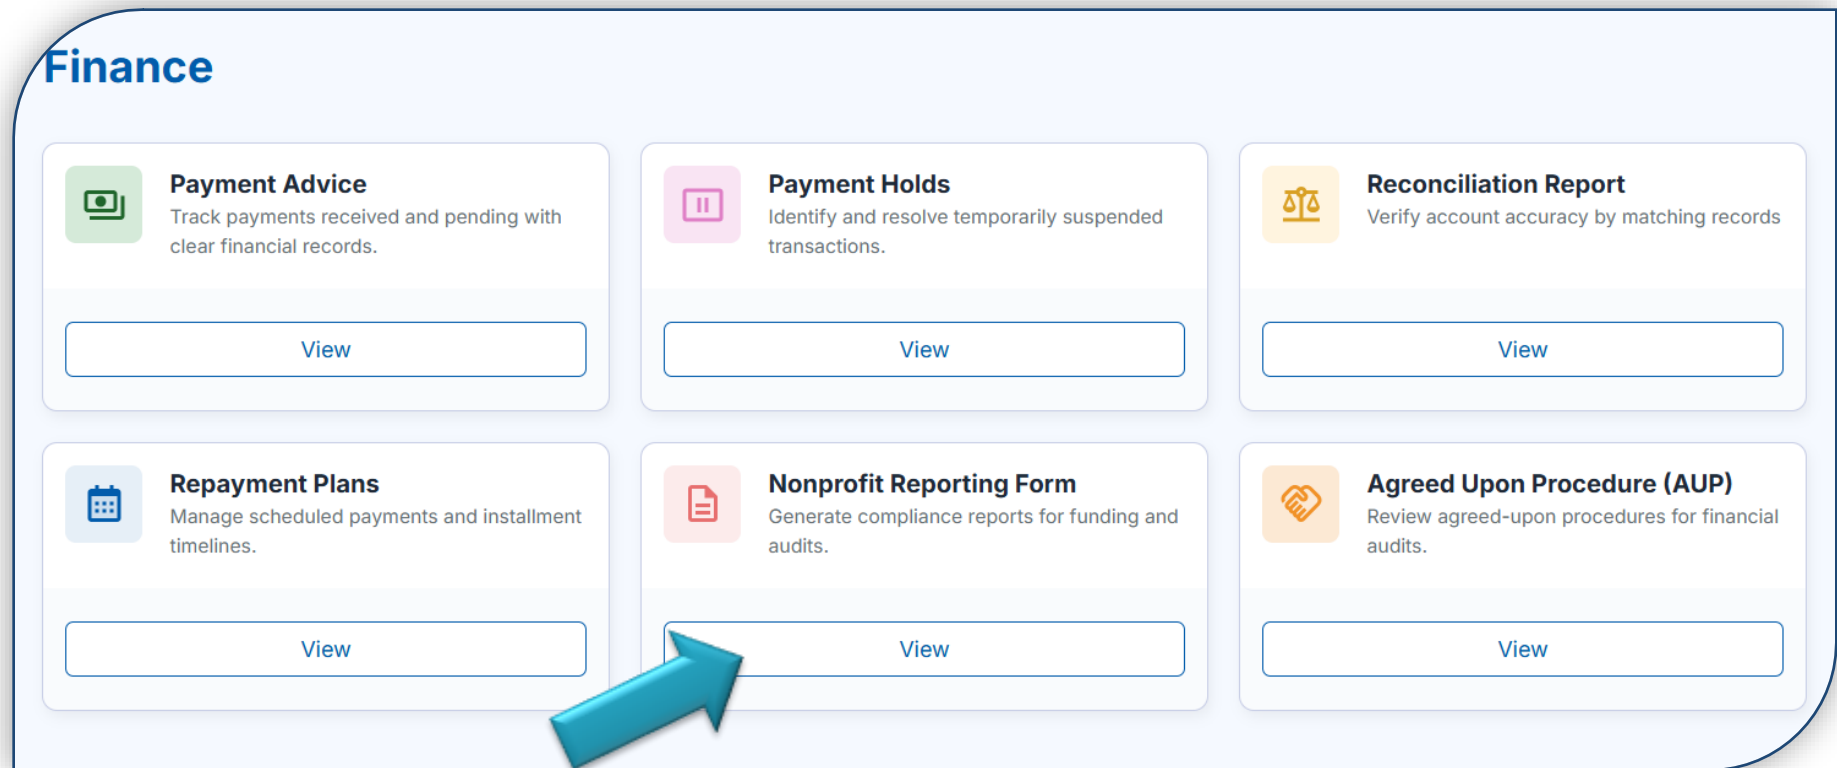 Finance
Payment Advice
Track payments received and pending with
clear financial records.
View
Payment Holds
Identify and resolve temporarily suspended
transactions.
View
Reconciliation Report
Verify account accuracy by matching records
View
Repayment Plans
Manage scheduled payments and installment
timelines.
View
Nonprofit Reporting Form
Generate compliance reports for funding and
audits.
View
Agreed Upon Procedure (AUP)
Review agreed-upon procedures for financial
audits.
View